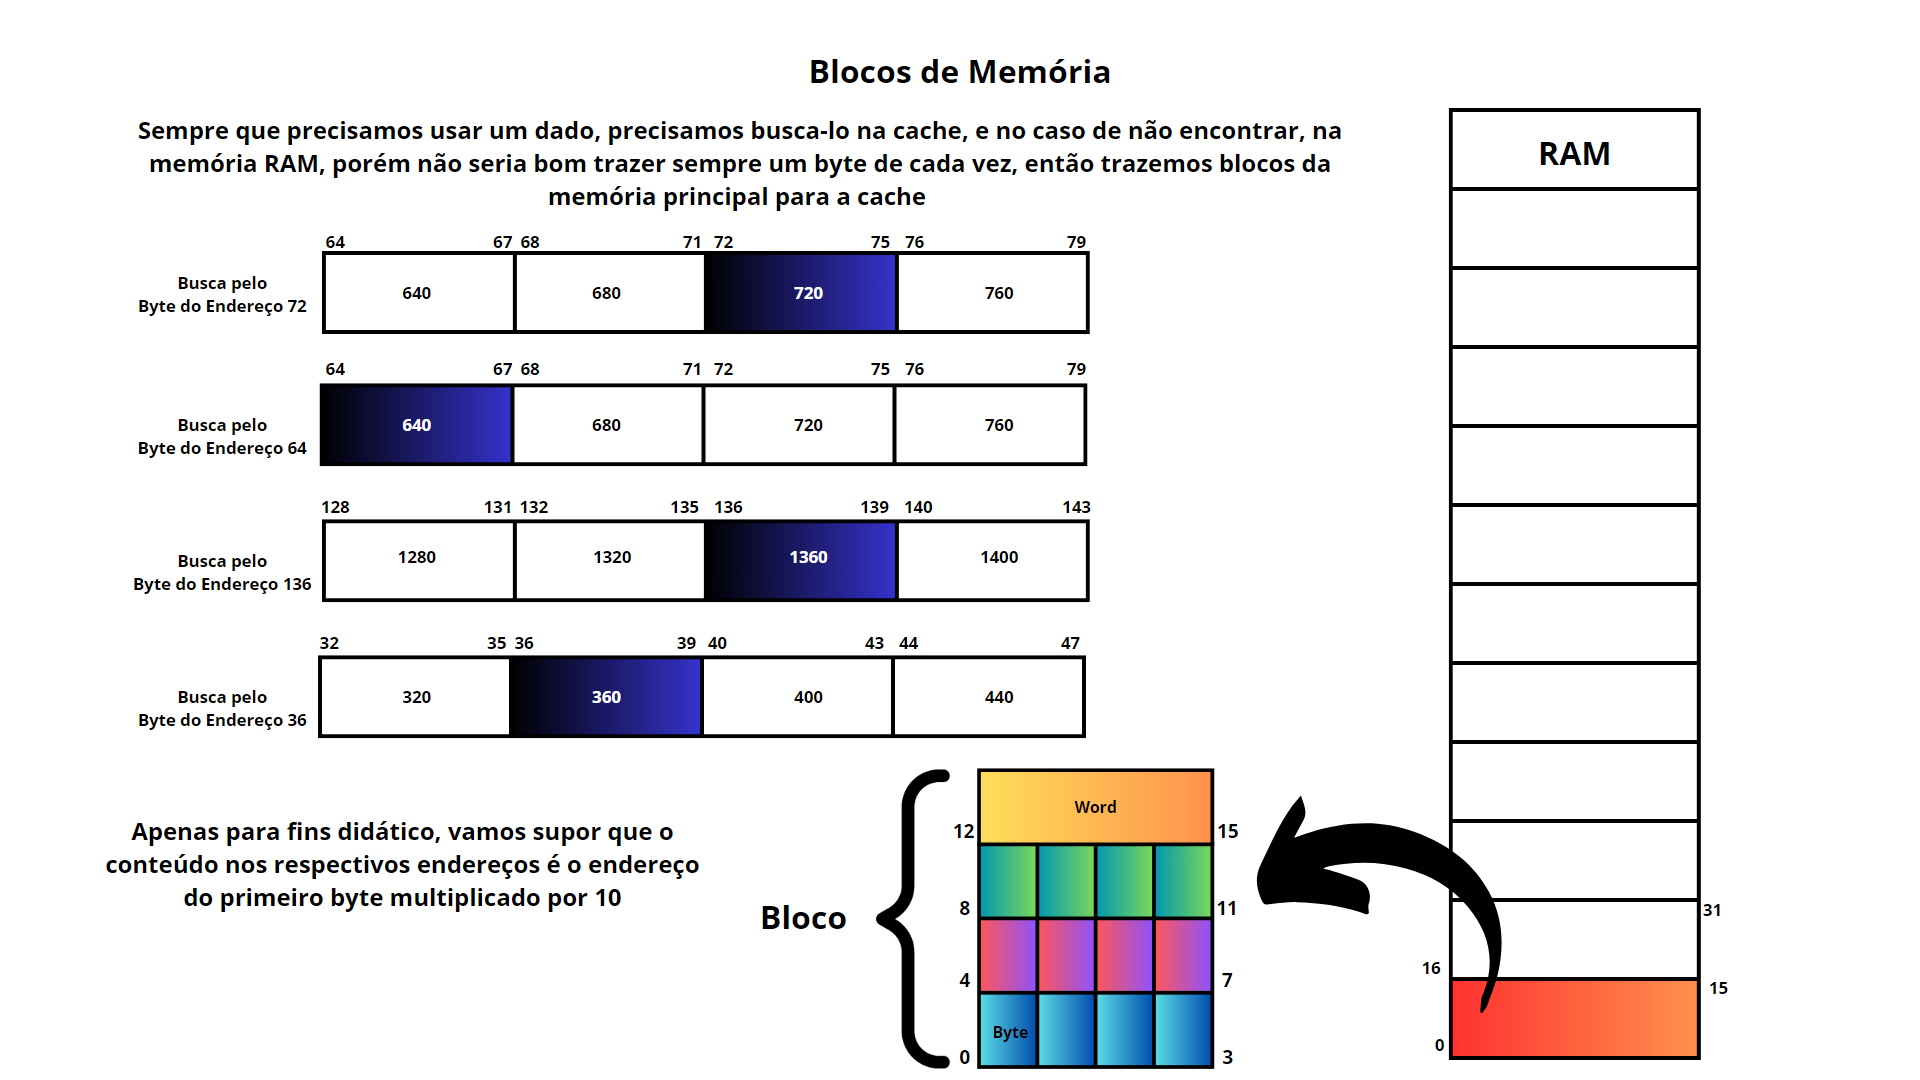 Blocos de Memória
Sempre que precisamos usar um dado, precisamos busca-lo na cache, e no caso de não encontrar, na
memória RAM, porém não seria bom trazer sempre um byte de cada vez, então trazemos blocos da
memória principal para a cache
RAM
64 67 68 71 72 75 76 79
Busca pelo
Byte do Endereço 72
640 680 720 760
64 67 68 71 72 75 76 79
Busca pelo
Byte do Endereço 64
640 680 720 760
128 131 132 135 136 139 140 143
Busca pelo
Byte do Endereço 136
1280 1320 1360 1400
32 35 36 39 40 43 44 47
Busca pelo
Byte do Endereço 36
320 360 400 440
Apenas para fins didático, vamos supor que o
conteúdo nos respectivos endereços é o endereço
do primeiro byte multiplicado por 10
Bloco
Word
12 15
8 11
4 7
Byte
0 3
31
16
15
0